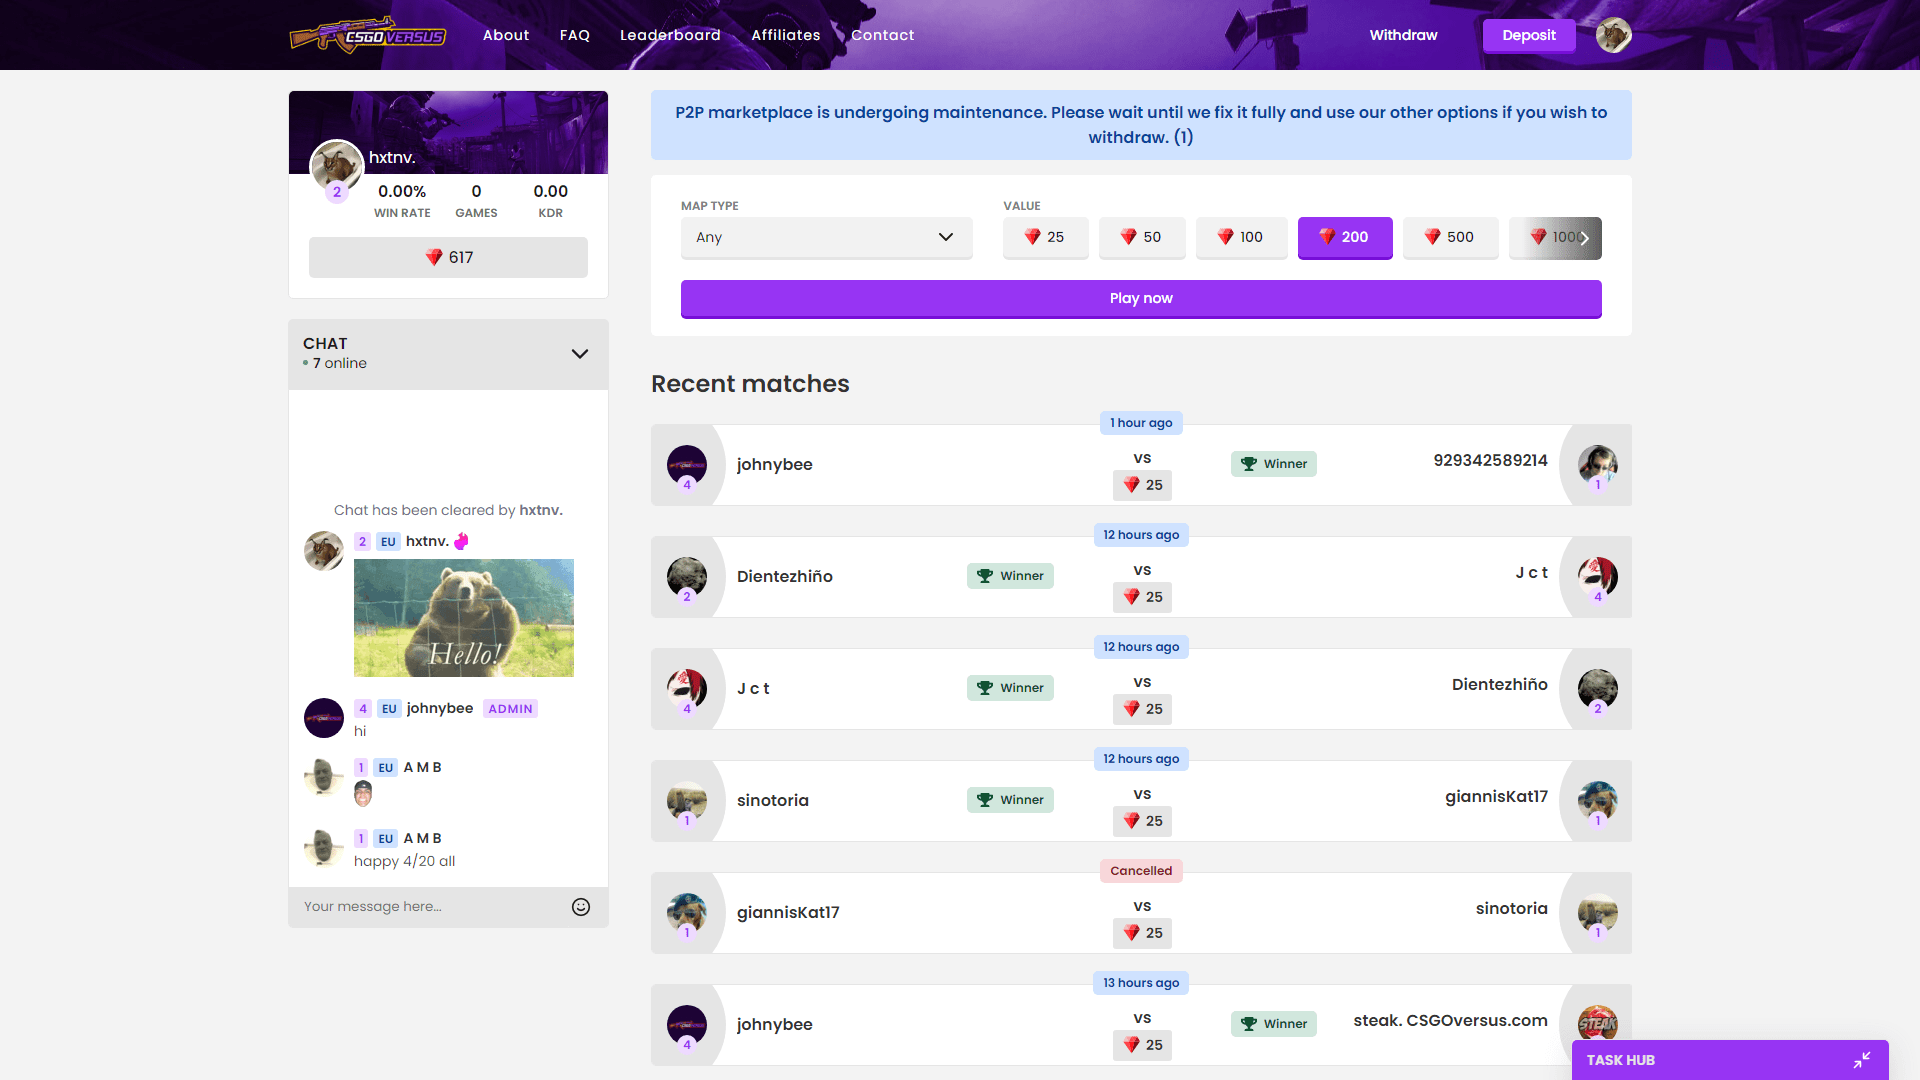 CSGOVERSUS
About
FAQ
Leaderboard
Affiliates
Contact
Withdraw
Deposit
hxtnv.
2
0.00%
WIN RATE
0
GAMES
0.00
KDR
617
CHAT
7 online
Chat has been cleared by hxtnv.
2 EU hxtnv.
Hello!
4 EU johnybee ADMIN
hi
1 EU A M B
1 EU A M B
happy 4/20 all
Your message here...
P2P marketplace is undergoing maintenance. Please wait until we fix it fully and use our other options if you wish to
withdraw. (1)
MAP TYPE
Any
VALUE
25
50
100
200
500
1000
Play now
Recent matches
1 hour ago
4
johnybee
VS
25
Winner
929342589214
1
12 hours ago
2
Dientezhiño
Winner
VS
25
J c t
4
12 hours ago
4
J c t
Winner
VS
25
Dientezhiño
2
12 hours ago
1
sinotoria
Winner
VS
25
giannisKat17
1
Cancelled
1
giannisKat17
VS
25
sinotoria
1
13 hours ago
4
johnybee
VS
25
Winner
steak. CSGOversus.com
STEAK
TASK HUB